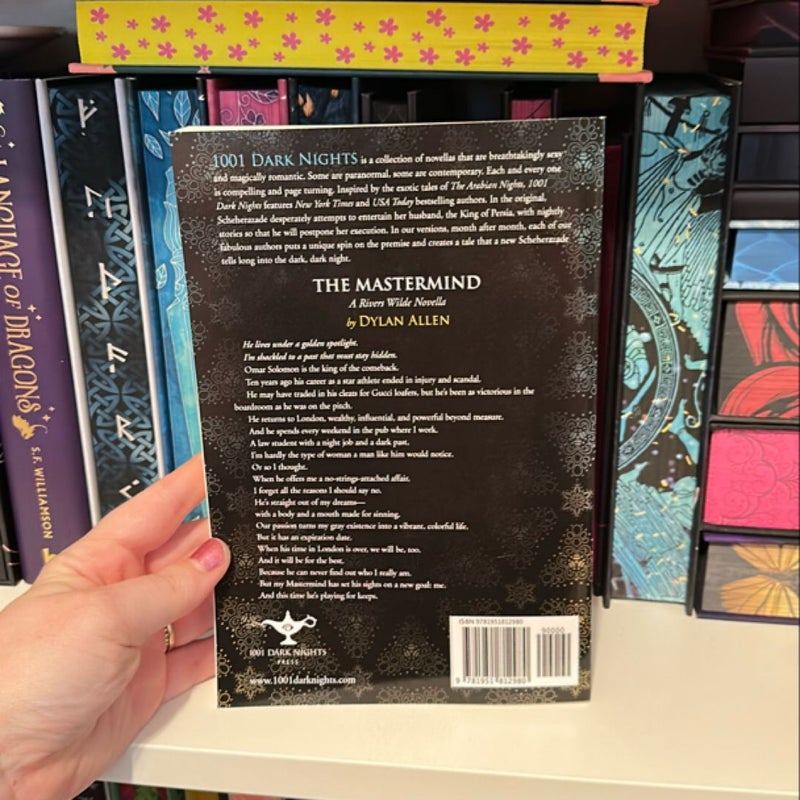 1001 DARK NIGHTS is a collection of novellas that are breathtakingly sexy
and magically romantic. Some are paranormal, some are contemporary. Each and every one
is compelling and page turning. Inspired by the exotic tales of The Arabian Nights, 1001
Dark Nights features New York Times and USA Today bestselling authors. In the original,
Scheherazade desperately attempts to entertain her husband, the King of Persia, with nightly
stories so that he will postpone her execution. In our versions, month after month, each of our
fabulous authors puts a unique spin on the premise and creates a tale that a new Scheherazade
tells long into the dark, dark night.
THE MASTERMIND
A Rivers Wilde Novella
by DYLAN ALLEN
He lives under a golden spotlight.
I'm shackled to a past that must stay hidden.
Omar Solomon is the king of the comeback.
Ten years ago his career as a star athlete ended in injury and scandal.
He may have traded in his cleats for Gucci loafers, but he's been as victorious in the
boardroom as he was on the pitch.
He returns to London, wealthy, influential, and powerful beyond measure.
And he spends every weekend in the pub where I work.
A law student with a night job and a dark past,
I'm hardly the type of woman a man like him would notice.
Or so I thought.
When he offers me a no-strings-attached affair,
I forget all the reasons I should say no.
He's straight out of my dreams—
with a body and a mouth made for sinning.
Our passion turns my gray existence into a vibrant, colorful life.
But it has an expiration date.
When his time in London is over, we will be, too.
And it will be for the best.
Because he can never find out who I really am.
But my Mastermind has set his sights on a new goal: me.
And this time he's playing for keeps.
1001 DARK NIGHTS
PRESS
www.1001darknights.com
ISBN 9781951812980
90000
9 781951 812980
LANGUAGE OF DRAGONS
S.F. WILLIAMSON